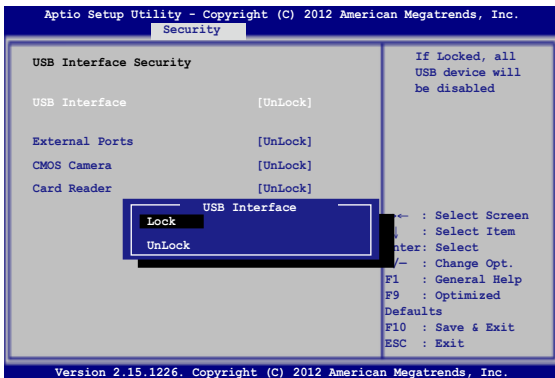 Aptio Setup Utility - Copyright (C) 2012 American Megatrends, Inc.
Security
USB Interface Security
USB Interface [UnLock]
External Ports [UnLock]
CMOS Camera [UnLock]
Card Reader [UnLock]
USB Interface
Lock
UnLock
If Locked, all
USB device will
be disabled
→← : Select Screen
↓ : Select Item
nter: Select
/— : Change Opt.
F1 : General Help
F9 : Optimized
Defaults
F10 : Save & Exit
ESC : Exit
Version 2.15.1226. Copyright (C) 2012 American Megatrends, Inc.